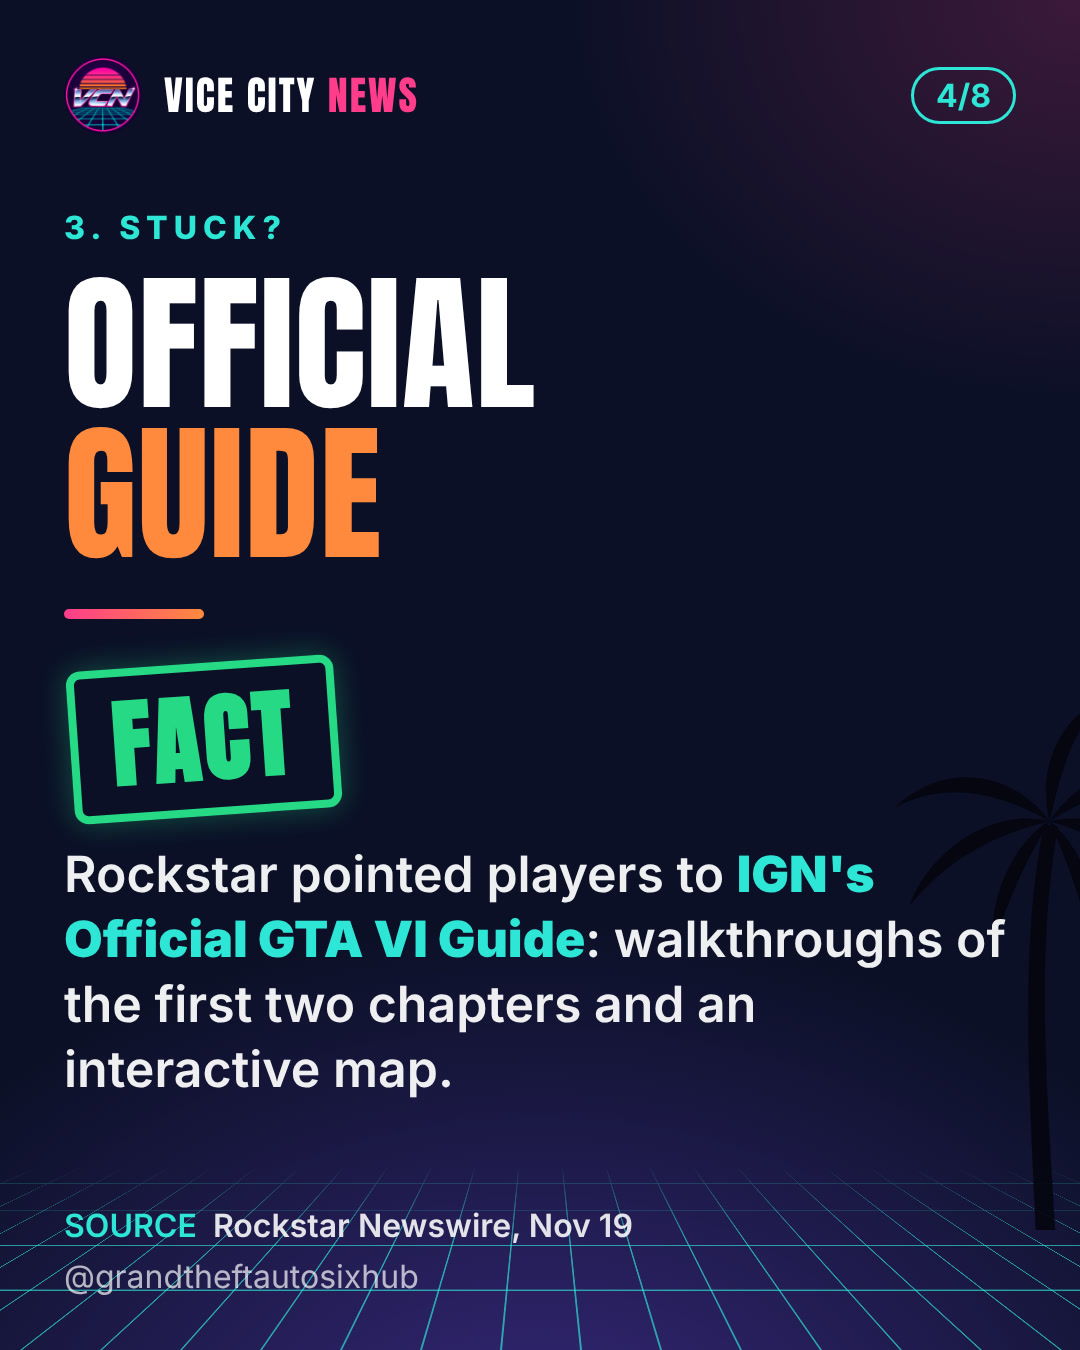 VCN
VICE CITY NEWS
4/8
3. STUCK?
OFFICIAL
GUIDE
FACT
Rockstar pointed players to IGN's
Official GTA VI Guide: walkthroughs of
the first two chapters and an
interactive map.
SOURCE Rockstar Newswire, Nov 19
@grandtheftautosixhub